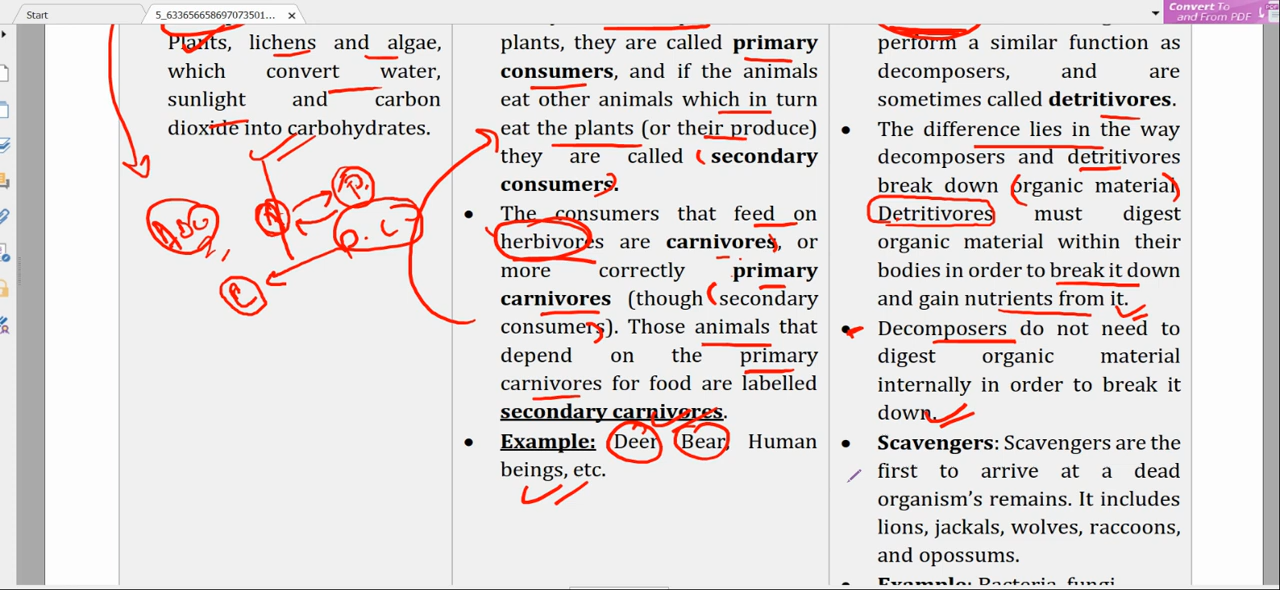 Start
5_633656658697073501...
Convert To
and From PDF
Plants, lichens and algae,
which convert water,
sunlight and carbon
dioxide into carbohydrates.
plants, they are called primary
consumers, and if the animals
eat other animals which in turn
eat the plants (or their produce)
they are called secondary
consumers.
The consumers that feed on
herbivores are carnivores, or
more correctly primary
carnivores (though secondary
consumers). Those animals that
depend on the primary
carnivores for food are labelled
secondary carnivores.
Example: Deer Bear, Human
beings, etc.
perform a similar function as
decomposers, and are
sometimes called detritivores.
The difference lies in the way
decomposers and detritivores
break down organic material
Detritivores must digest
organic material within their
bodies in order to break it down
and gain nutrients from it.
Decomposers do not need to
digest organic material
internally in order to break it
down.
Scavengers: Scavengers are the
first to arrive at a dead
organism's remains. It includes
lions, jackals, wolves, raccoons,
and opossums.
Example: Bacteria, fungi